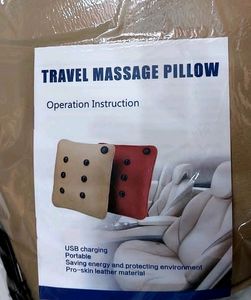 TRAVEL MASSAGE PILLOW
Operation Instruction
USB charging
Portable
Saving energy and protecting environment
Pro-skin leather material